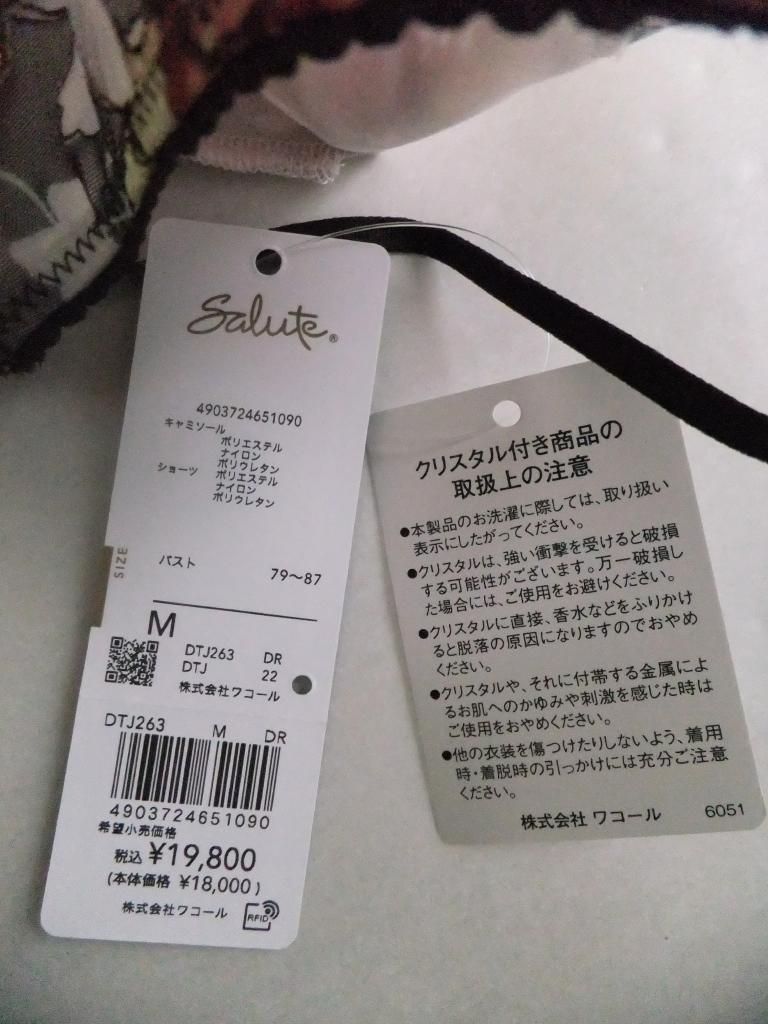 Salute®
4903724651090
キャミソール
ポリエステル
ナイロン
ポリウレタン
ショーツ
ポリエステル
ナイロン
ポリウレタン
SIZE
バスト 79〜87
M
DTJ263 DR
DTJ 22
株式会社ワコール
DTJ263 M DR
4903724651090
希望小売価格
税込 ¥19,800
(本体価格 ¥18,000)
株式会社ワコール
RFID
クリスタル付き商品の
取扱上の注意
●本製品のお洗濯に際しては、取り扱い
表示にしたがってください。
●クリスタルは、強い衝撃を受けると破損
する可能性がございます。万一破損し
た場合には、ご使用をお避けください。
●クリスタルに直接、香水などをふりかけ
ると脱落の原因になりますのでおやめ
ください。
●クリスタルや、それに付帯する金属によ
るお肌へのかゆみや刺激を感じた時は
ご使用をおやめください。
●他の衣装を傷つけたりしないよう、着用
時・着脱時の引っかけには充分ご注意
ください。
株式会社 ワコール 6051